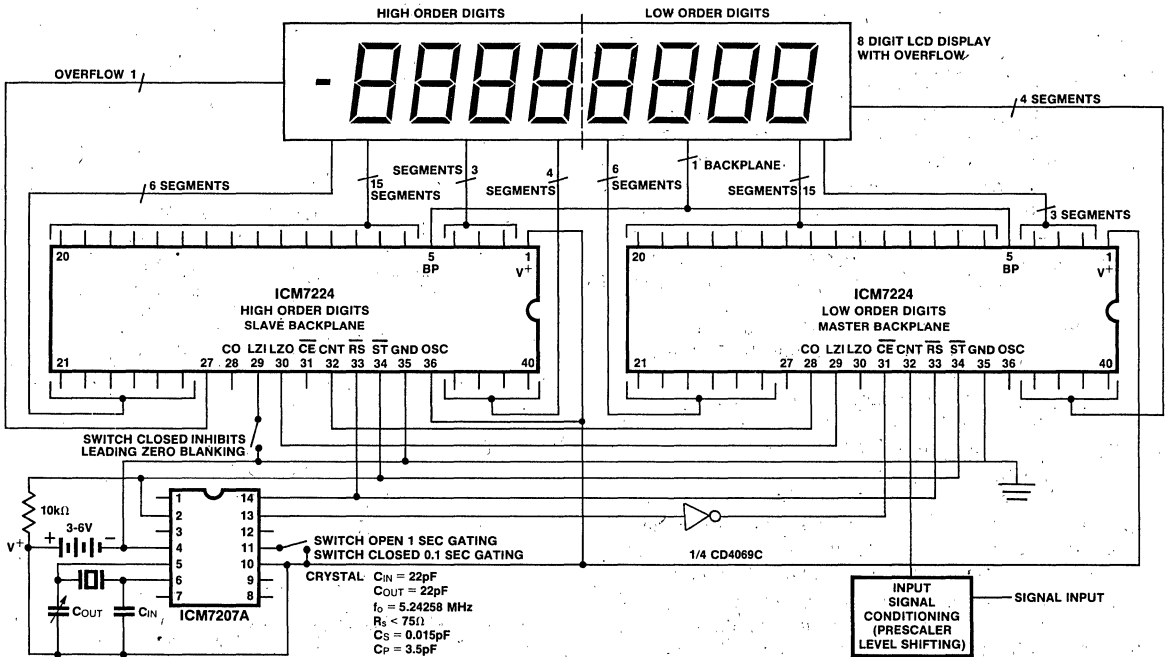 HIGH ORDER DIGITS
LOW ORDER DIGITS
8 DIGIT LCD DISPLAY
WITH OVERFLOW
OVERFLOW 1
4 SEGMENTS
6 SEGMENTS
15
SEGMENTS
SEGMENTS 3
SEGMENTS 4
6
SEGMENTS
1 BACKPLANE
SEGMENTS 15
3 SEGMENTS
20
5
BP
1
V+
ICM7224
HIGH ORDER DIGITS
SLAVE BACKPLANE
CO LZI LZO CE CNT RS ST GND OSC
21 27 28 29 30 31 32 33 34 35 36 40
20
5
BP
1
V+
ICM7224
LOW ORDER DIGITS
MASTER BACKPLANE
CO LZI LZO CE CNT RS ST GND OSC
21 27 28 29 30 31 32 33 34 35 36 40
SWITCH CLOSED INHIBITS
LEADING ZERO BLANKING
10kΩ
3-6V
+ −
V+
COUT
CIN
1 14
2 13
3 12
4 11
5 10
6 9
7 8
ICM7207A
SWITCH OPEN 1 SEC GATING
SWITCH CLOSED 0.1 SEC GATING
CRYSTAL CIN = 22pF
COUT = 22pF
fo = 5.24258 MHz
Rs < 75Ω
CS = 0.015pF
CP = 3.5pF
1/4 CD4069C
INPUT
SIGNAL
CONDITIONING
(PRESCALER
LEVEL SHIFTING)
SIGNAL INPUT